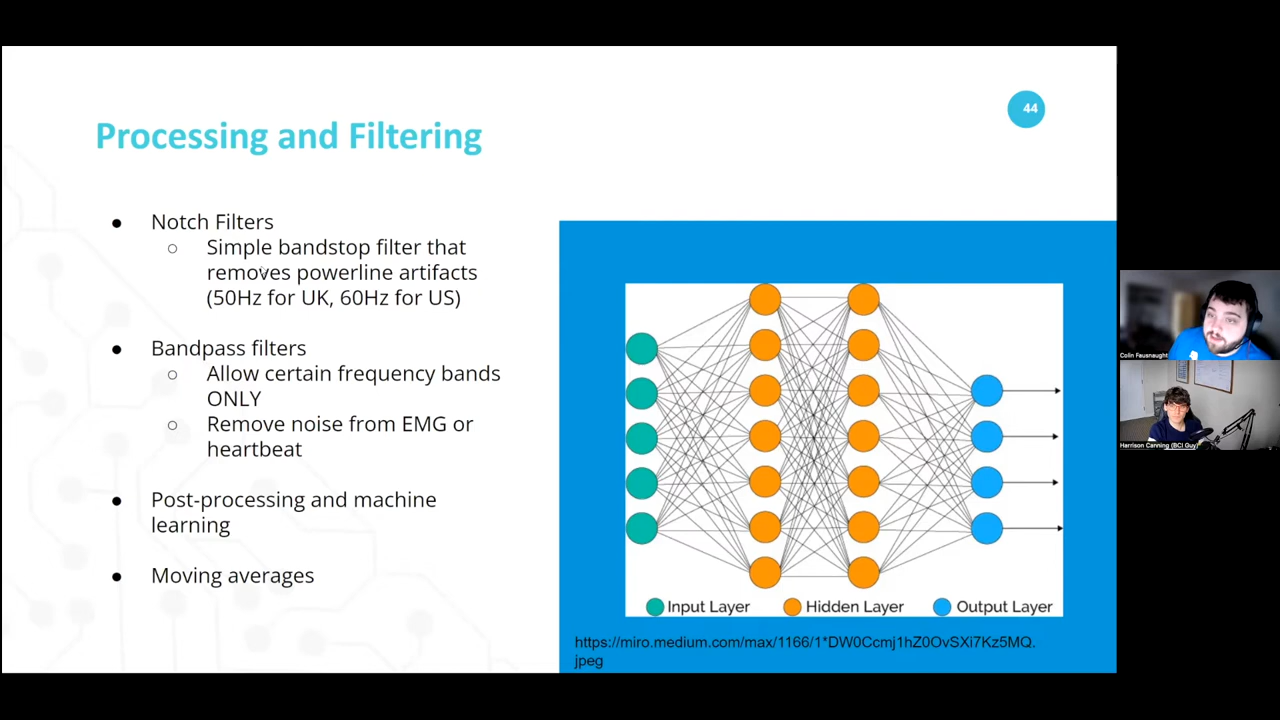 44
Processing and Filtering
● Notch Filters
○ Simple bandstop filter that
removes powerline artifacts
(50Hz for UK, 60Hz for US)
● Bandpass filters
○ Allow certain frequency bands
ONLY
○ Remove noise from EMG or
heartbeat
● Post-processing and machine
learning
● Moving averages
Input Layer
Hidden Layer
Output Layer
https://miro.medium.com/max/1166/1*DW0Ccmj1hZ0OvSXi7Kz5MQ.
jpeg
Colin Fausnaught
Harrison Canning (BCI Guy)